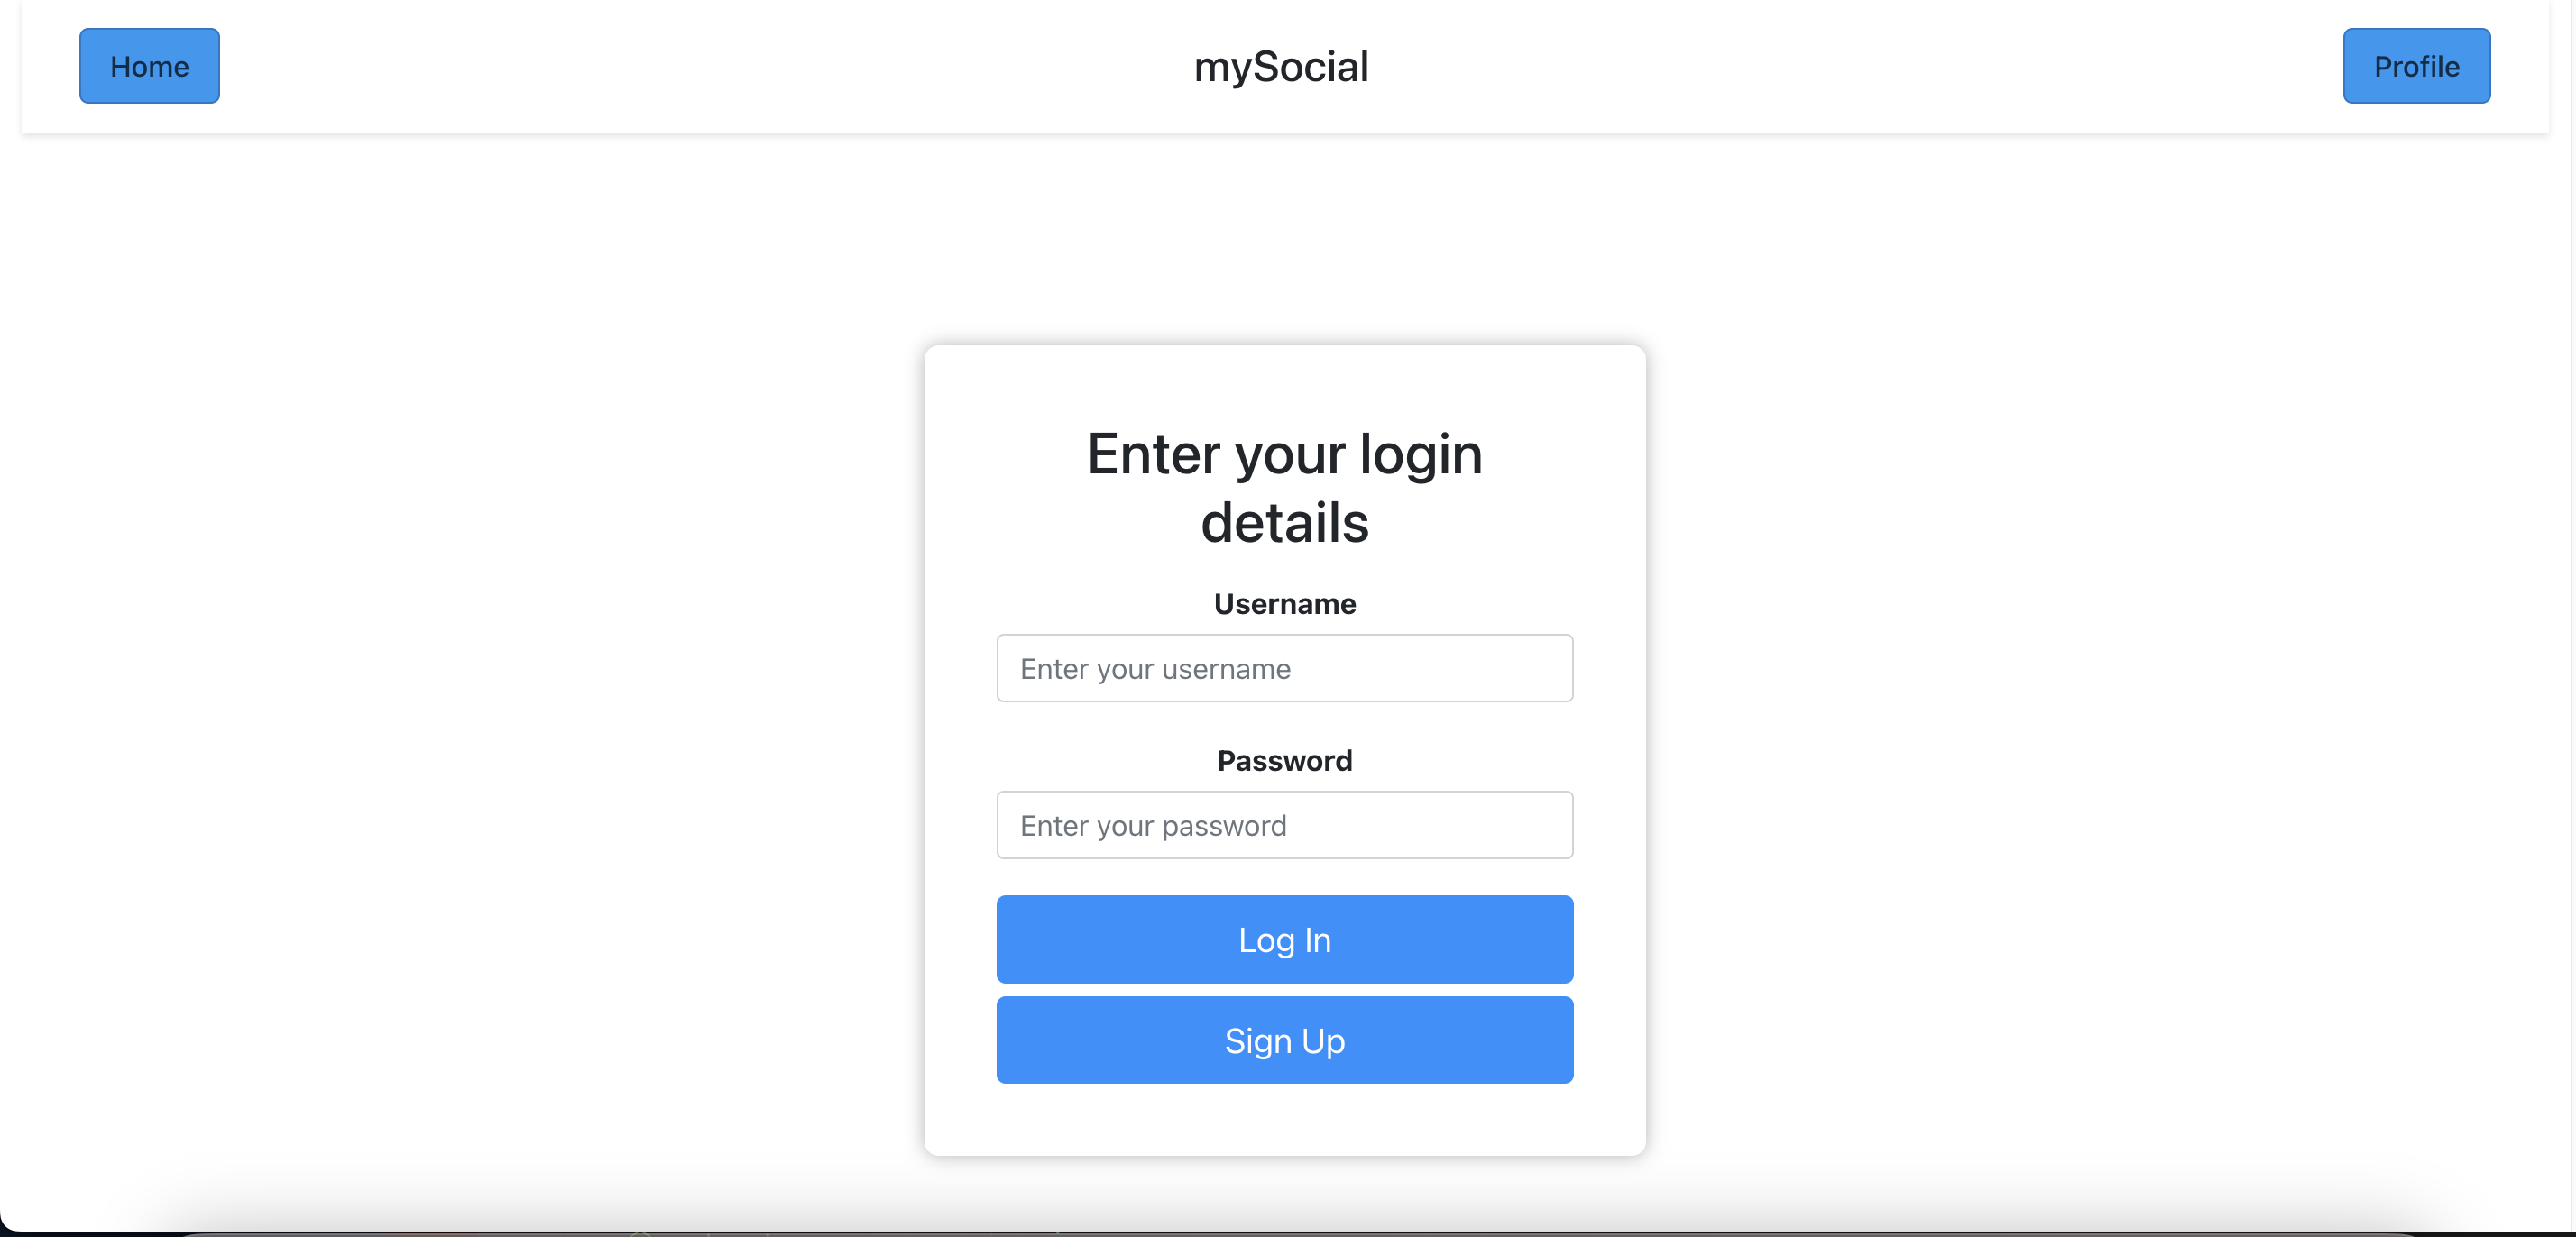 Home
mySocial
Profile
Enter your login
details
Username
Enter your username
Password
Enter your password
Log In
Sign Up